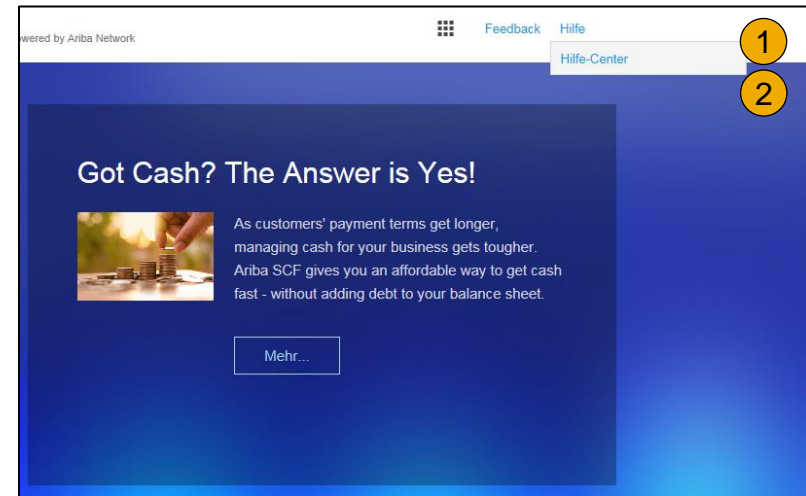 Feedback Hilfe
1
owered by Ariba Network
Hilfe-Center
2
Got Cash? The Answer is Yes!
As customers' payment terms get longer,
managing cash for your business gets tougher.
Ariba SCF gives you an affordable way to get cash
fast - without adding debt to your balance sheet.
Mehr...